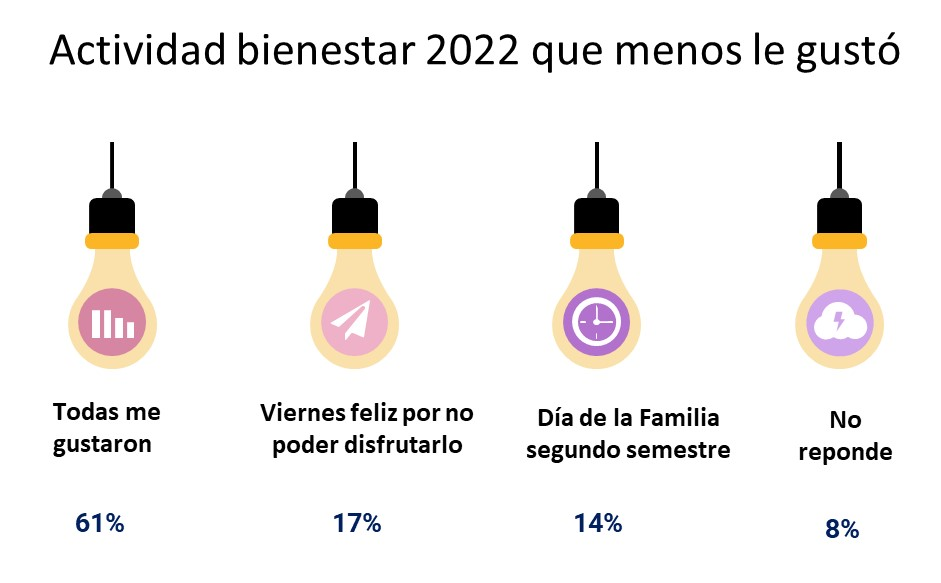 Actividad bienestar 2022 que menos le gustó
Todas me
gustaron
61%
Viernes feliz por no
poder disfrutarlo
17%
Día de la Familia
segundo semestre
14%
No
reponde
8%